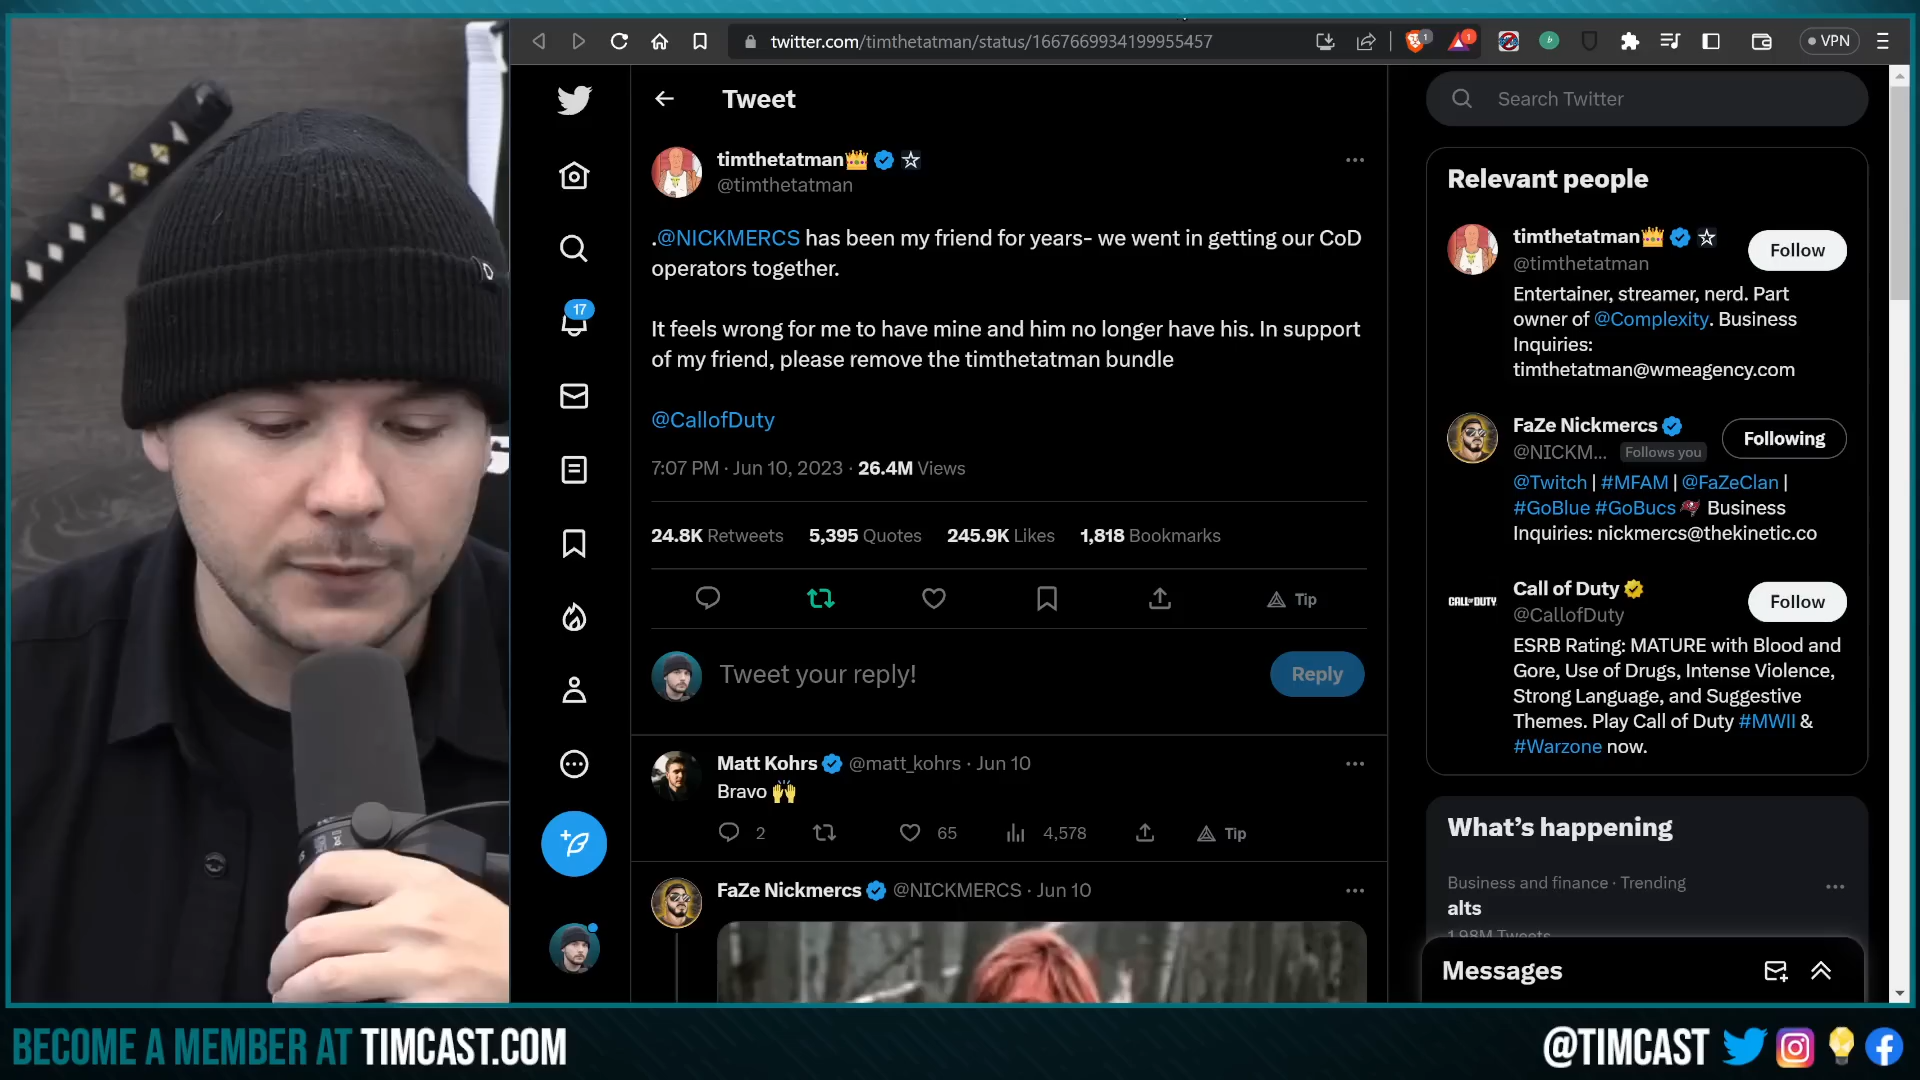 twitter.com/timthetatman/status/1667669934199955457
1
1
VPN
Tweet
timthetatman👑
@timthetatman
.@NICKMERCS has been my friend for years- we went in getting our CoD
operators together.
It feels wrong for me to have mine and him no longer have his. In support
of my friend, please remove the timthetatman bundle
@CallofDuty
7:07 PM · Jun 10, 2023 · 26.4M Views
24.8K Retweets 5,395 Quotes 245.9K Likes 1,818 Bookmarks
Tip
Tweet your reply!
Reply
Matt Kohrs @matt_kohrs · Jun 10
Bravo 🙌
2 65 4,578 Tip
FaZe Nickmercs @NICKMERCS · Jun 10
17
Search Twitter
Relevant people
timthetatman👑
@timthetatman
Follow
Entertainer, streamer, nerd. Part
owner of @Complexity. Business
Inquiries:
timthetatman@wmeagency.com
FaZe Nickmercs
@NICKM... Follows you
Following
@Twitch | #MFAM | @FaZeClan |
#GoBlue #GoBucs Business
Inquiries: nickmercs@thekinetic.co
CALL OF DUTY
Call of Duty
@CallofDuty
Follow
ESRB Rating: MATURE with Blood and
Gore, Use of Drugs, Intense Violence,
Strong Language, and Suggestive
Themes. Play Call of Duty #MWII &
#Warzone now.
What's happening
Business and finance · Trending
alts
1.98M Tweets
Messages
BECOME A MEMBER AT TIMCAST.COM
@TIMCAST